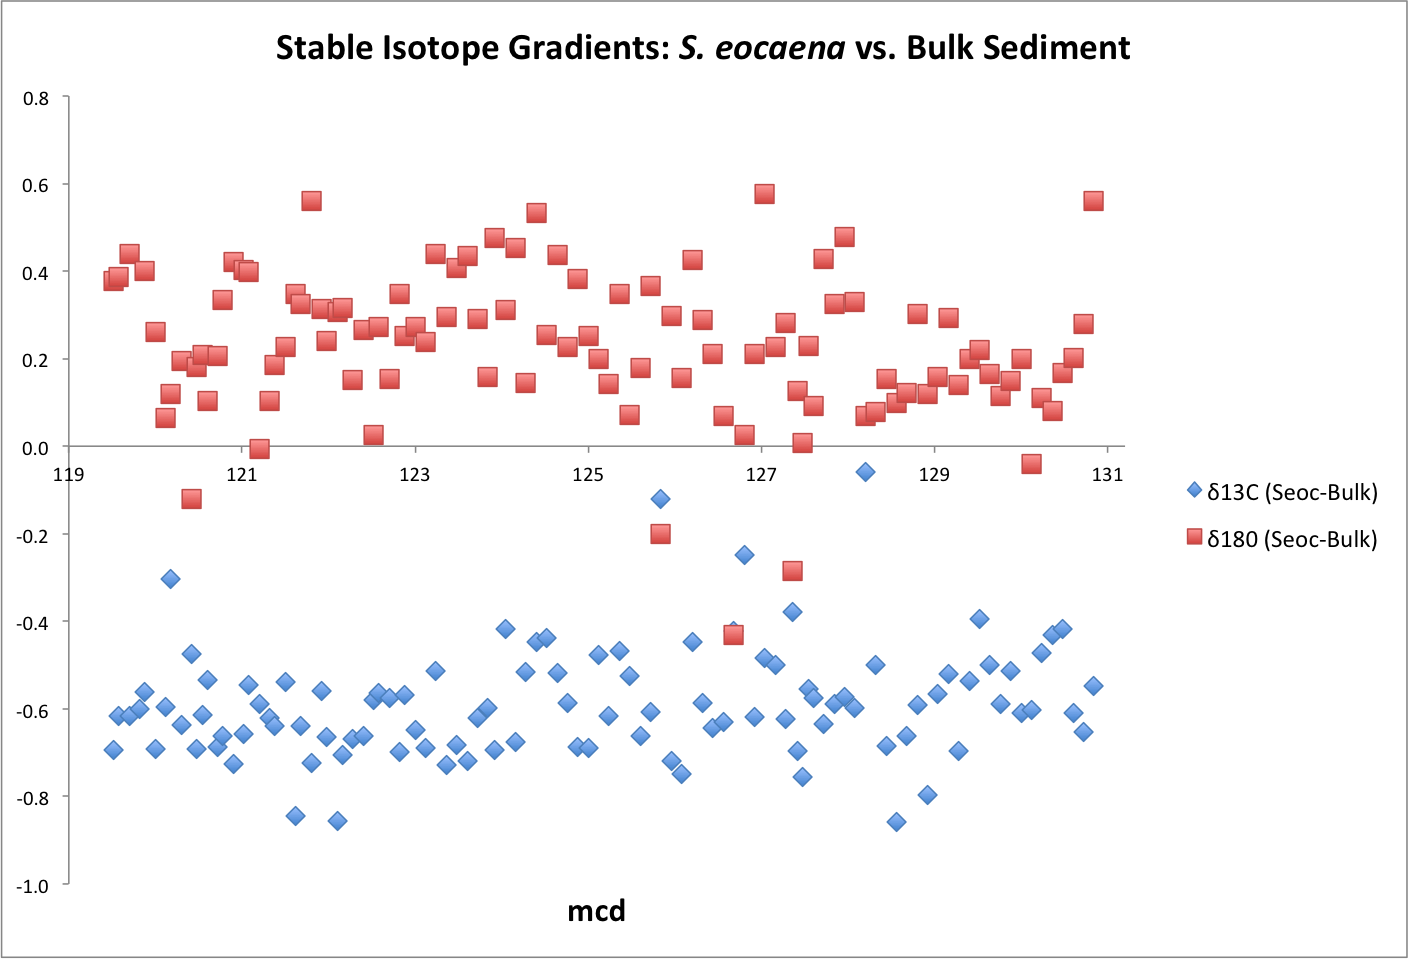 Stable Isotope Gradients: S. eocaena vs. Bulk Sediment
0.8
0.6
0.4
0.2
0.0
119 121 123 125 127 129 131
-0.2
δ13C (Seoc-Bulk)
δ180 (Seoc-Bulk)
-0.4
-0.6
-0.8
-1.0
mcd